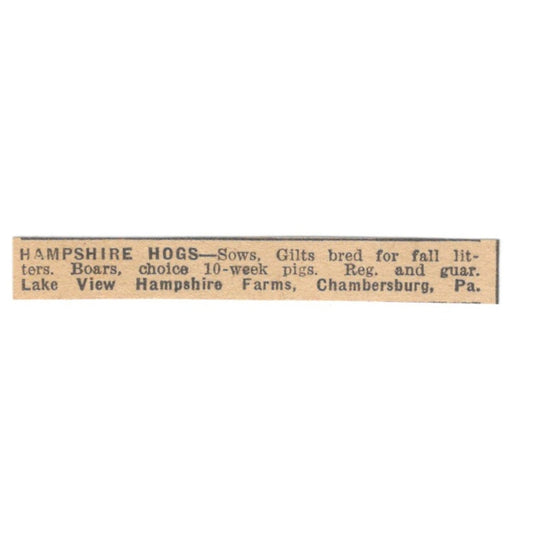 HAMPSHIRE HOGS—Sows, Gilts bred for fall lit-
ters. Boars, choice 10-week pigs. Reg. and guar.
Lake View Hampshire Farms, Chambersburg, Pa.